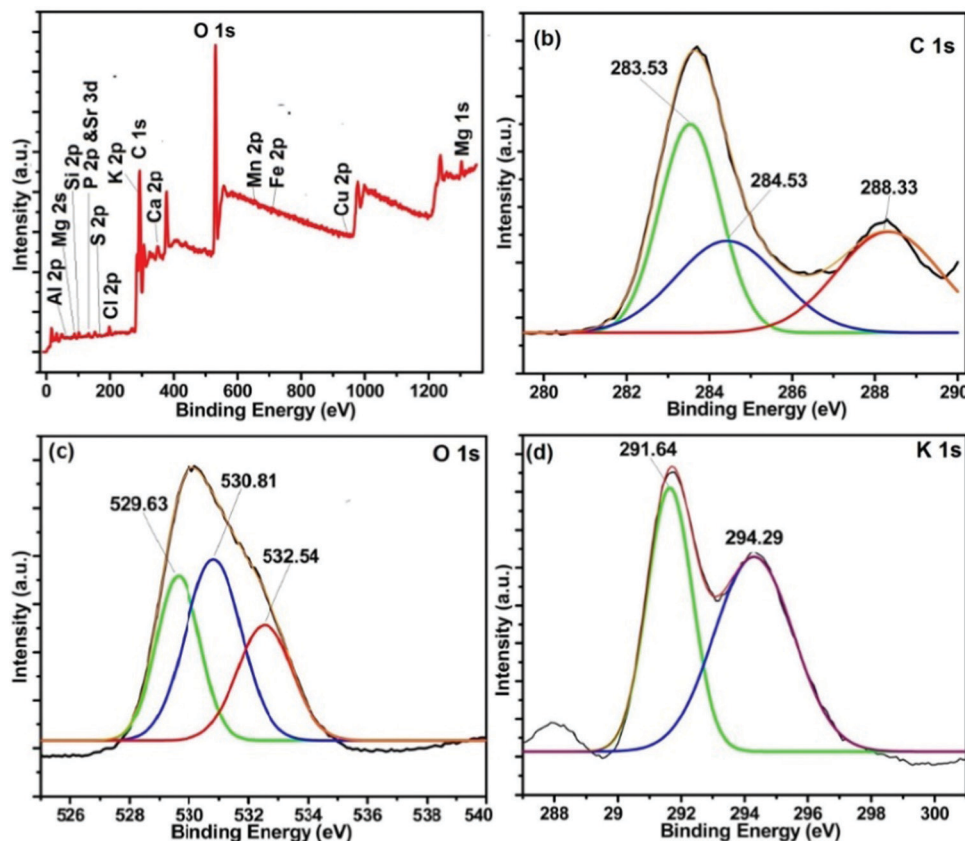 O 1s
Intensity (a.u.)
Al 2p
Mg 2s
Si 2p
P 2p &Sr 3d
S 2p
Cl 2p
K 2p
C 1s
Ca 2p
Mn 2p
Fe 2p
Cu 2p
Mg 1s
0 200 400 600 800 1000 1200
Binding Energy (eV)
(b)
C 1s
283.53
284.53
288.33
Intensity (a.u.)
280 282 284 286 288 290
Binding Energy (eV)
(c)
O 1s
529.63
530.81
532.54
Intensity (a.u.)
526 528 530 532 534 536 538 540
Binding Energy (eV)
(d)
K 1s
291.64
294.29
Intensity (a.u.)
288 29 292 294 296 298 300
Binding Energy (eV)